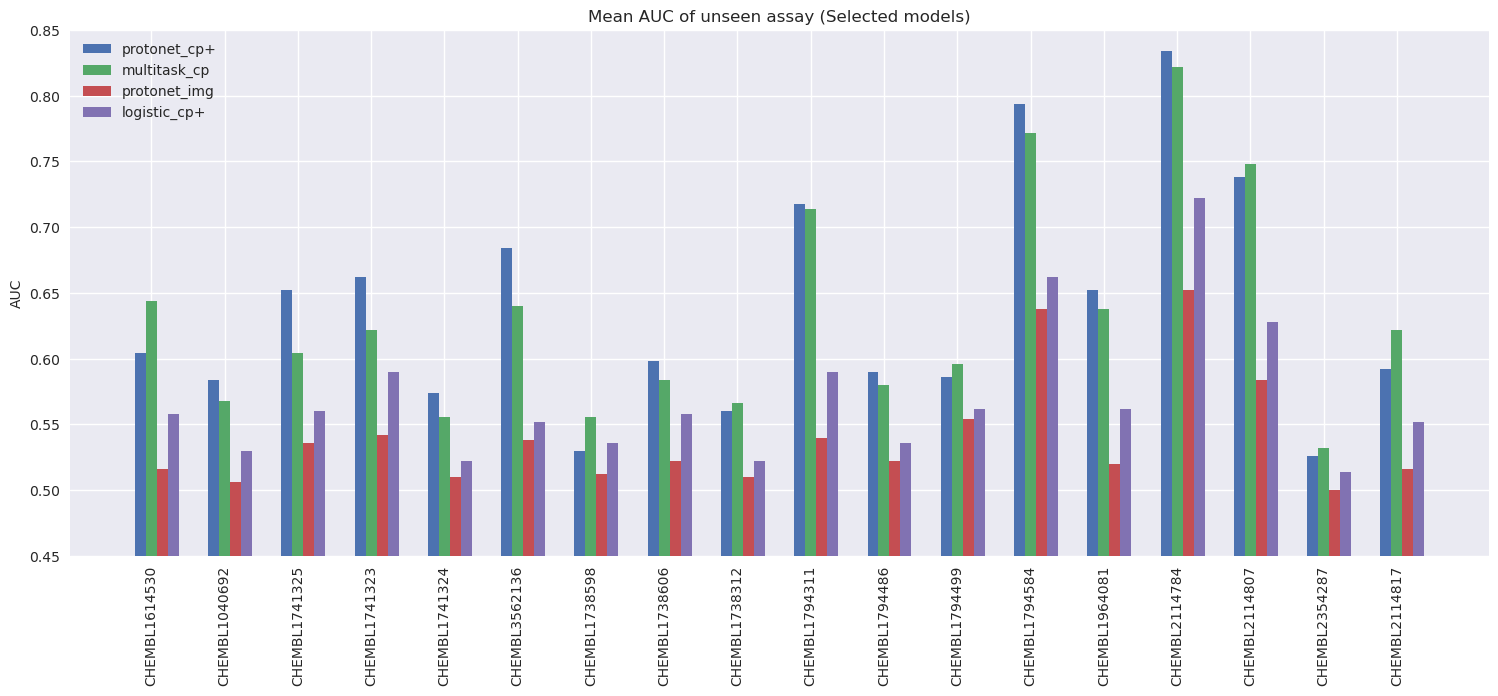 Mean AUC of unseen assay (Selected models)
protonet_cp+
multitask_cp
protonet_img
logistic_cp+
AUC
0.85
0.80
0.75
0.70
0.65
0.60
0.55
0.50
0.45
CHEMBL1614530
CHEMBL1040692
CHEMBL1741325
CHEMBL1741323
CHEMBL1741324
CHEMBL3562136
CHEMBL1738598
CHEMBL1738606
CHEMBL1738312
CHEMBL1794311
CHEMBL1794486
CHEMBL1794499
CHEMBL1794584
CHEMBL1964081
CHEMBL2114784
CHEMBL2114807
CHEMBL2354287
CHEMBL2114817